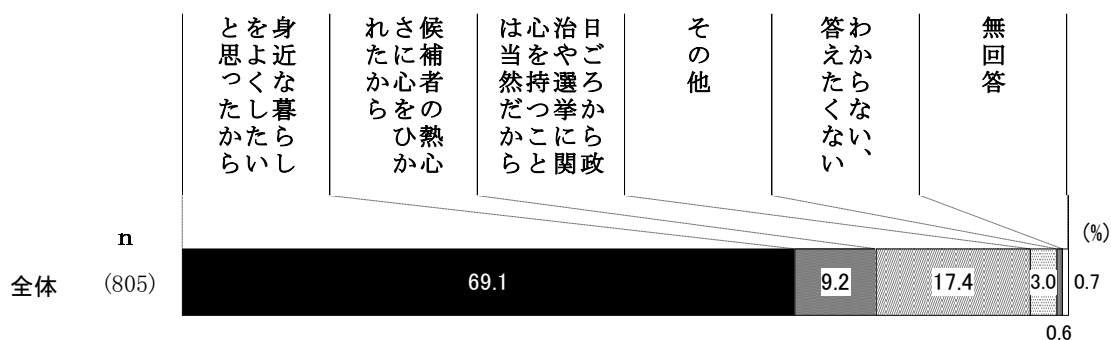 身近な暮らし
をよくしたい
と思ったから
候補者の熱心
さに心をひか
れたから
日ごろから政
治や選挙に関
心を持つこと
は当然だから
その他
わからない、
答えたくない
無回答
(%)
n
全体 (805) 69.1 9.2 17.4 3.0 0.7
0.6